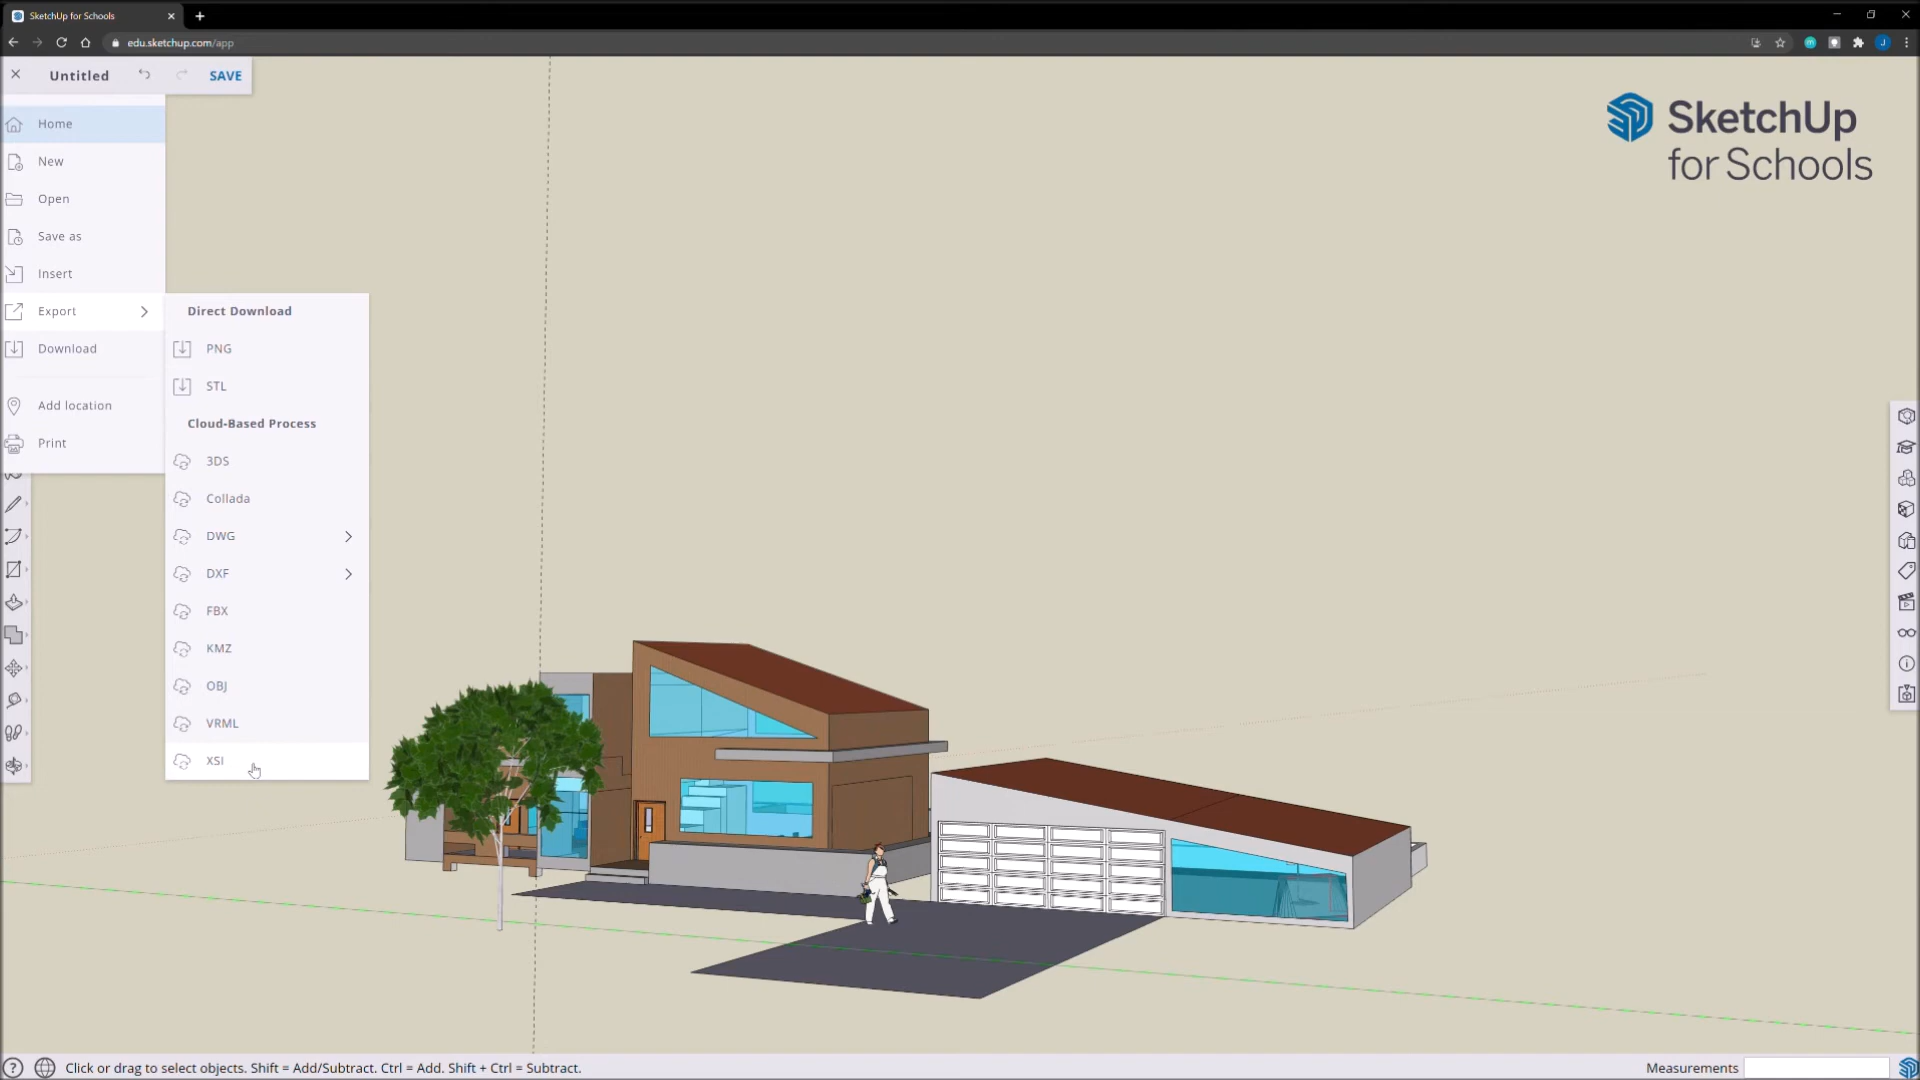 SketchUp for Schools
edu.sketchup.com/app
J
Untitled
SAVE
Home
New
Open
Save as
Insert
Export
Download
Add location
Print
Direct Download
PNG
STL
Cloud-Based Process
3DS
Collada
DWG
DXF
FBX
KMZ
OBJ
VRML
XSI
SketchUp
for Schools
Click or drag to select objects. Shift = Add/Subtract. Ctrl = Add. Shift + Ctrl = Subtract.
Measurements